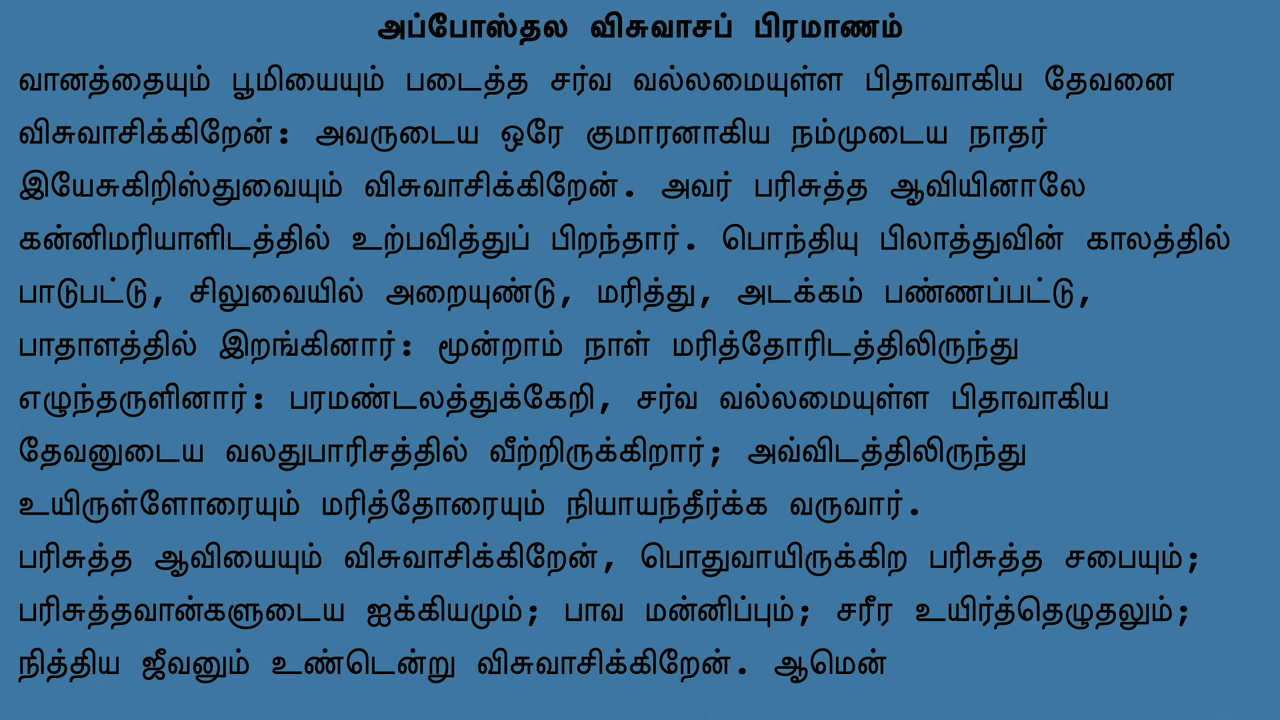 அப்போஸ்தல விசுவாசப் பிரமாணம்
வானத்தையும் பூமியையும் படைத்த சர்வ வல்லமையுள்ள பிதாவாகிய தேவனை
விசுவாசிக்கிறேன்: அவருடைய ஒரே குமாரனாகிய நம்முடைய நாதர்
இயேசுகிறிஸ்துவையும் விசுவாசிக்கிறேன். அவர் பரிசுத்த ஆவியினாலே
கன்னிமரியாளிடத்தில் உற்பவித்துப் பிறந்தார். பொந்தியு பிலாத்துவின் காலத்தில்
பாடுபட்டு, சிலுவையில் அறையுண்டு, மரித்து, அடக்கம் பண்ணப்பட்டு,
பாதாளத்தில் இறங்கினார்: மூன்றாம் நாள் மரித்தோரிடத்திலிருந்து
எழுந்தருளினார்: பரமண்டலத்துக்கேறி, சர்வ வல்லமையுள்ள பிதாவாகிய
தேவனுடைய வலதுபாரிசத்தில் வீற்றிருக்கிறார்; அவ்விடத்திலிருந்து
உயிருள்ளோரையும் மரித்தோரையும் நியாயந்தீர்க்க வருவார்.
பரிசுத்த ஆவியையும் விசுவாசிக்கிறேன், பொதுவாயிருக்கிற பரிசுத்த சபையும்;
பரிசுத்தவான்களுடைய ஐக்கியமும்; பாவ மன்னிப்பும்; சரீர உயிர்த்தெழுதலும்;
நித்திய ஜீவனும் உண்டென்று விசுவாசிக்கிறேன். ஆமென்